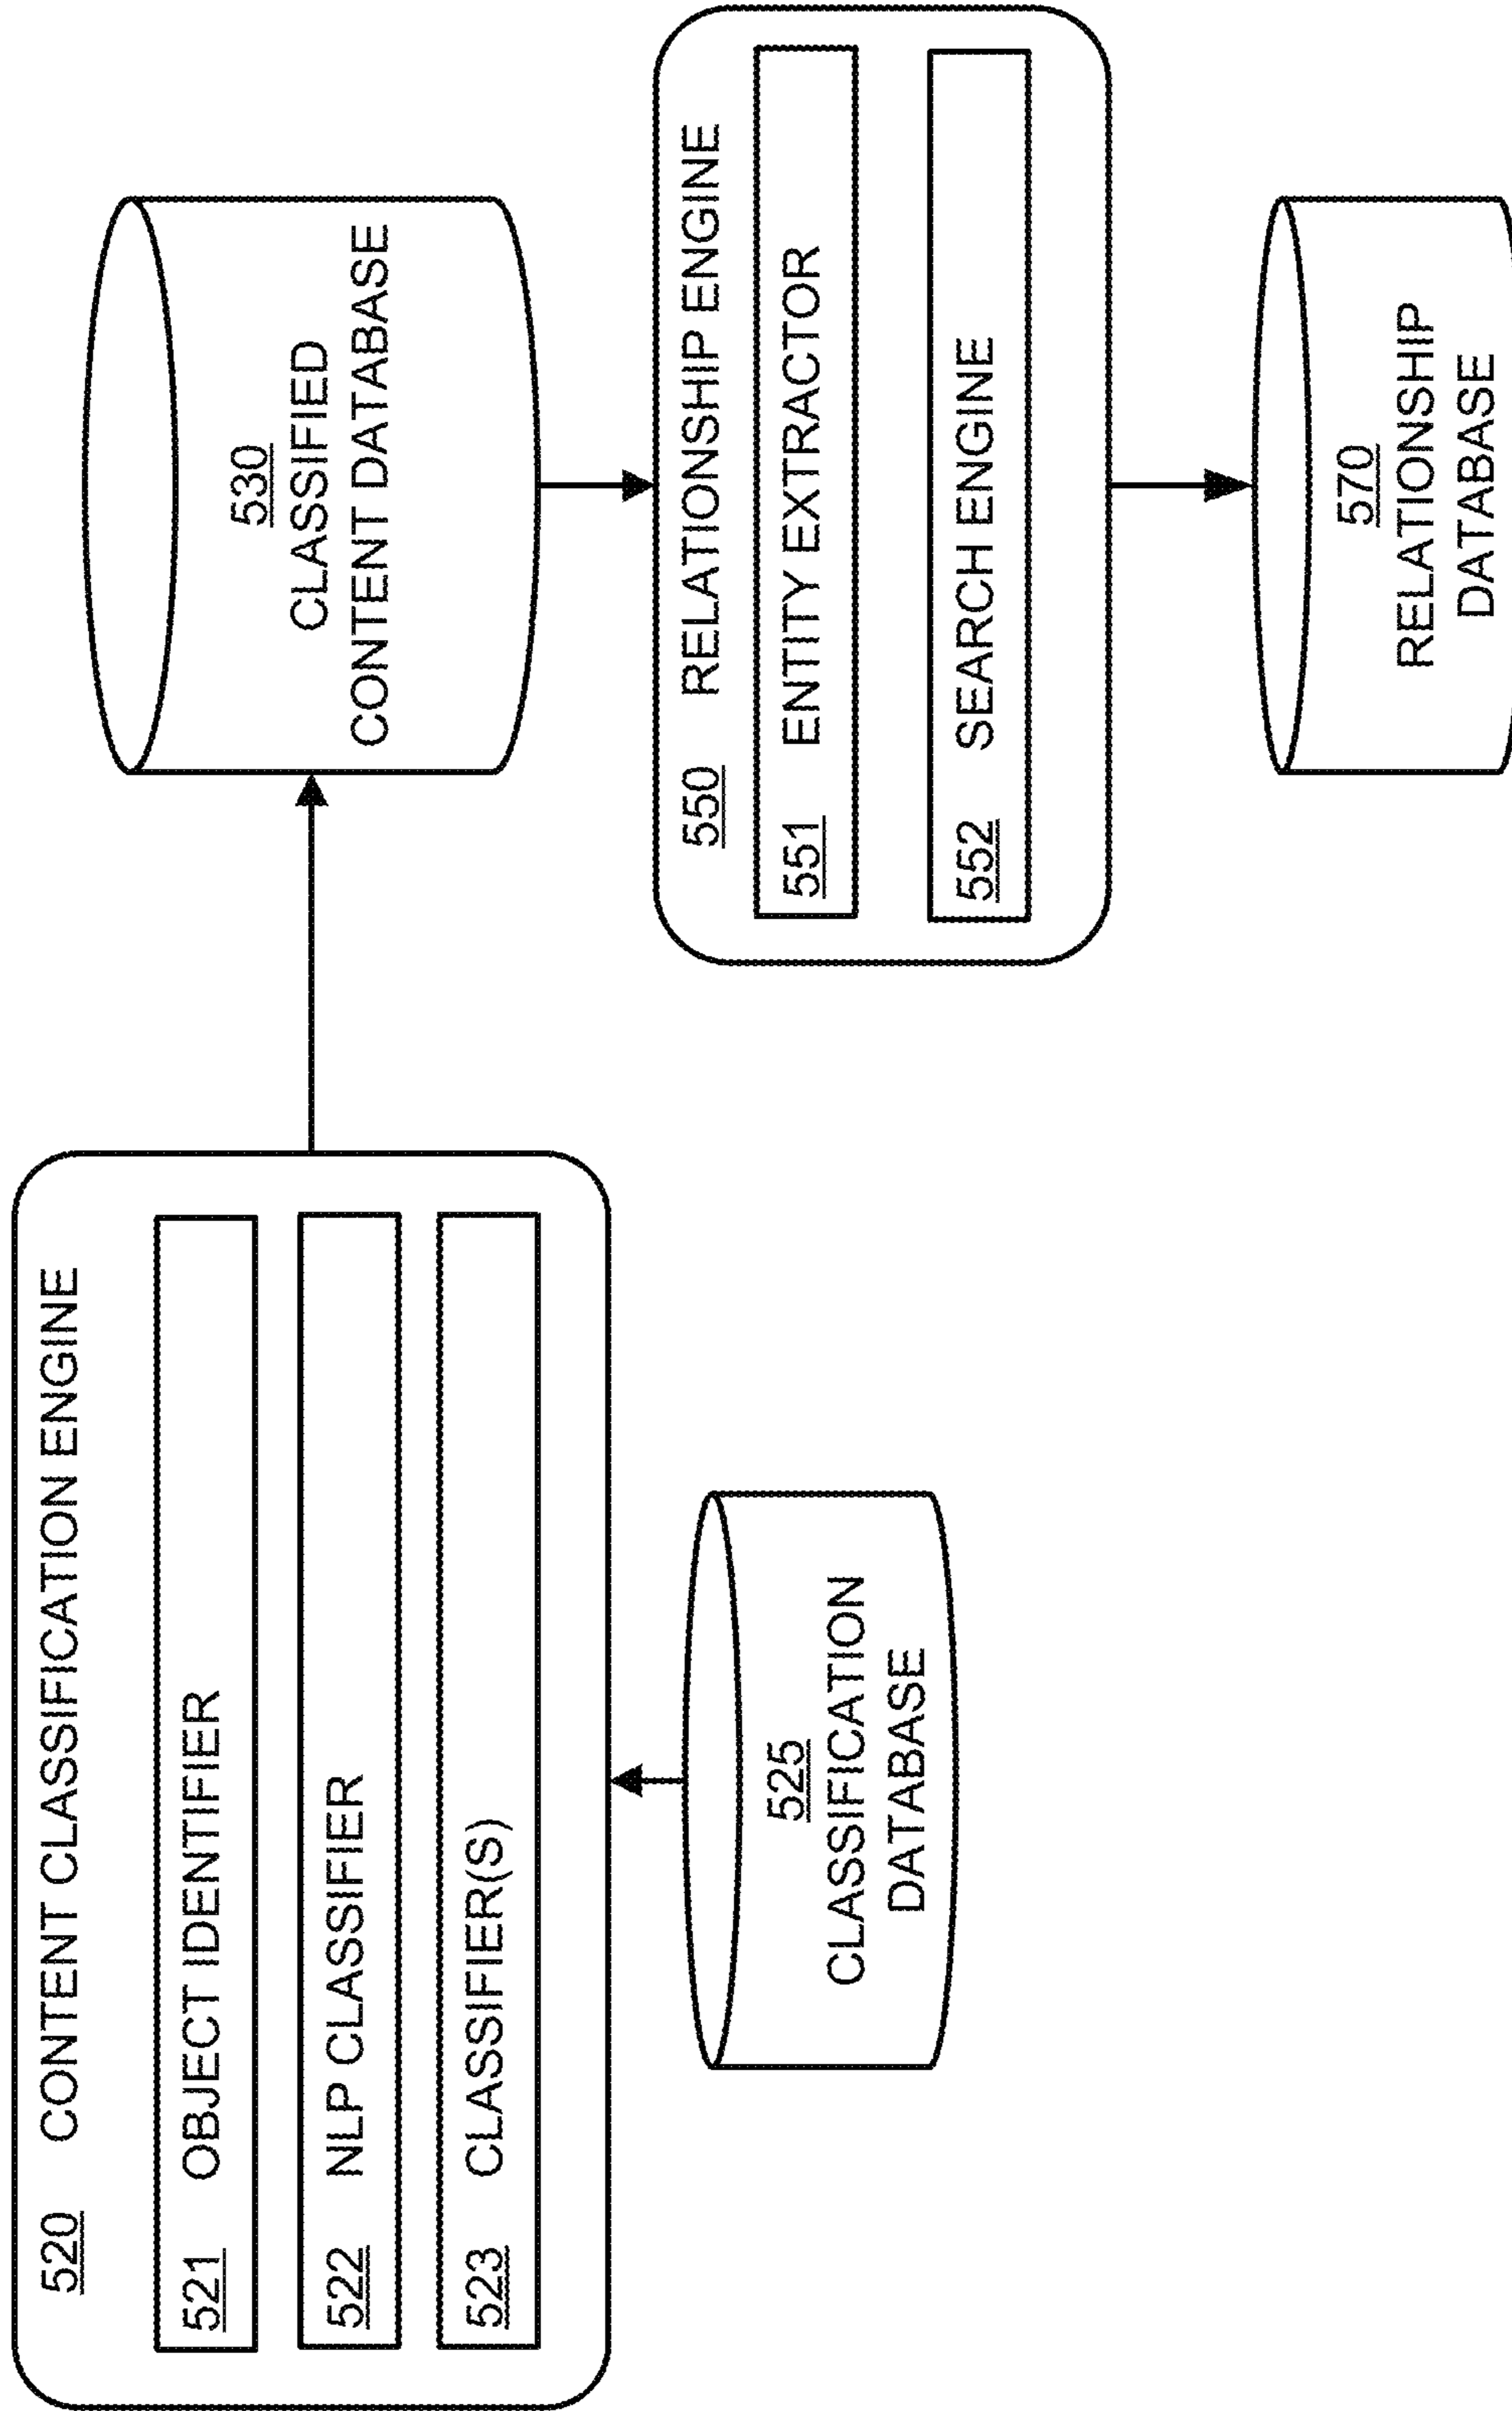 520 CONTENT CLASSIFICATION ENGINE
521 OBJECT IDENTIFIER
522 NLP CLASSIFIER
523 CLASSIFIER(S)
525
CLASSIFICATION
DATABASE
530
CLASSIFIED
CONTENT DATABASE
550 RELATIONSHIP ENGINE
551 ENTITY EXTRACTOR
552 SEARCH ENGINE
570
RELATIONSHIP
DATABASE